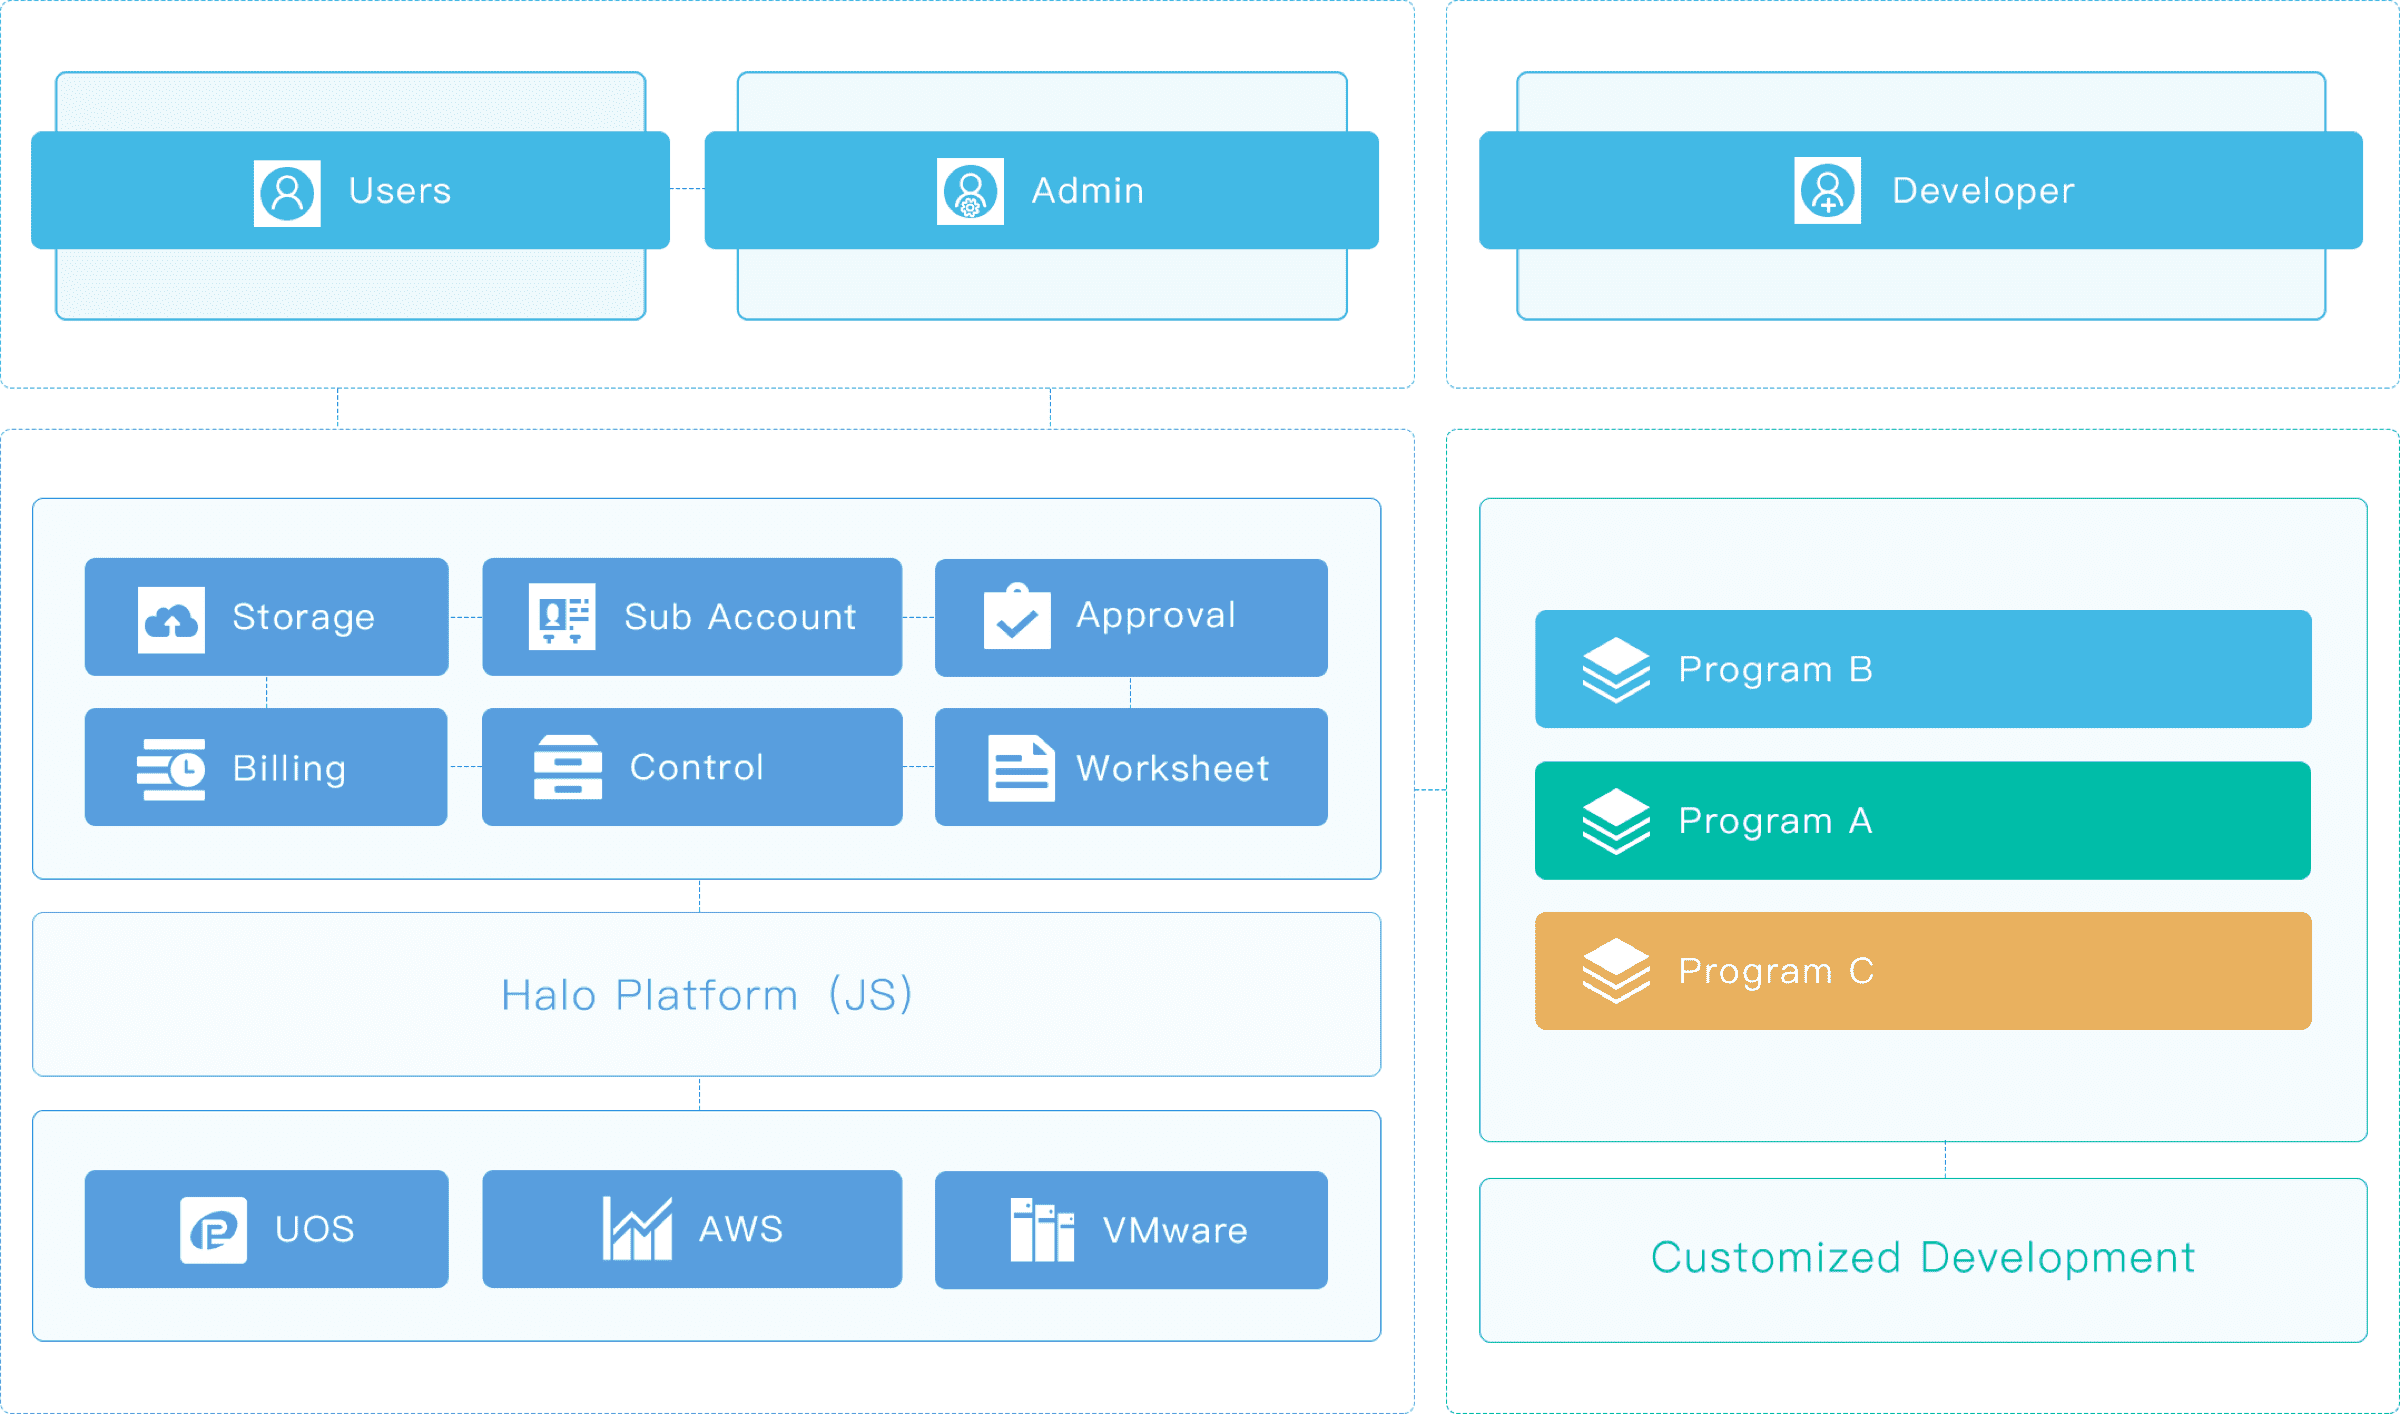 Users
Admin
Developer
Storage
Sub Account
Approval
Billing
Control
Worksheet
Halo Platform (JS)
UOS
AWS
VMware
Program B
Program A
Program C
Customized Development